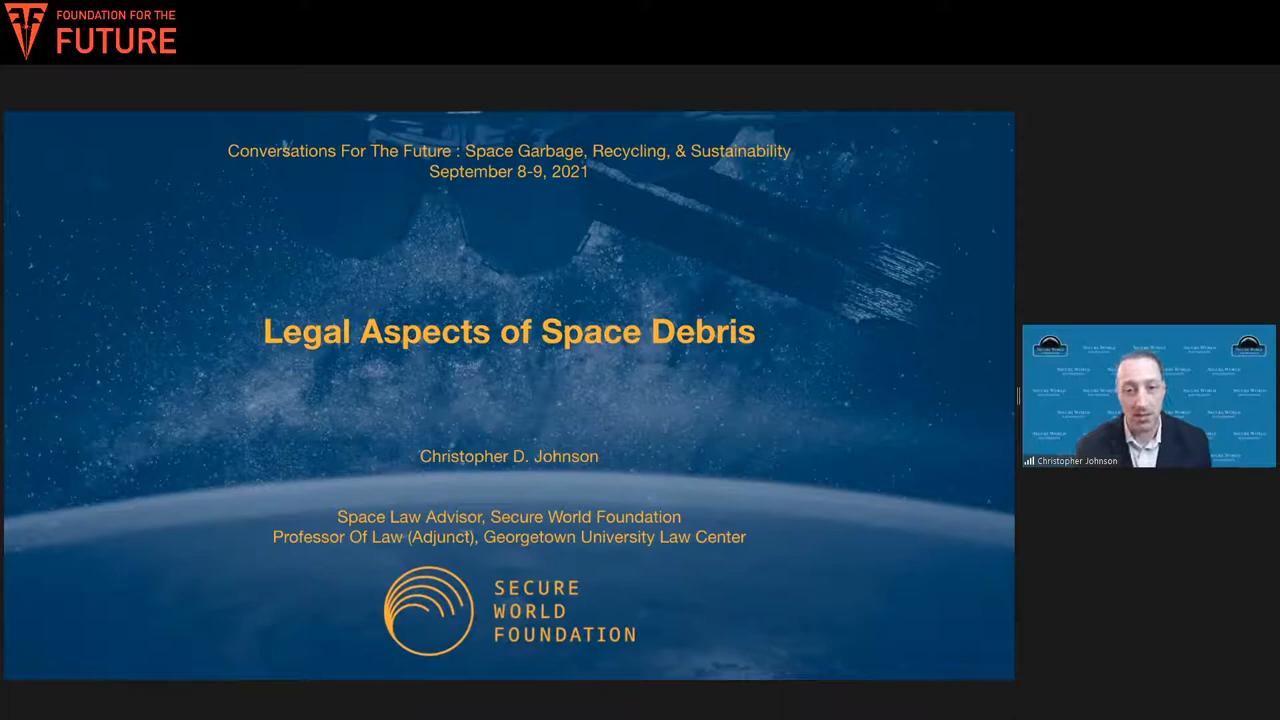 FOUNDATION FOR THE
FUTURE
Conversations For The Future : Space Garbage, Recycling, & Sustainability
September 8-9, 2021
Legal Aspects of Space Debris
Christopher D. Johnson
Space Law Advisor, Secure World Foundation
Professor Of Law (Adjunct), Georgetown University Law Center
SECURE
WORLD
FOUNDATION
Christopher Johnson